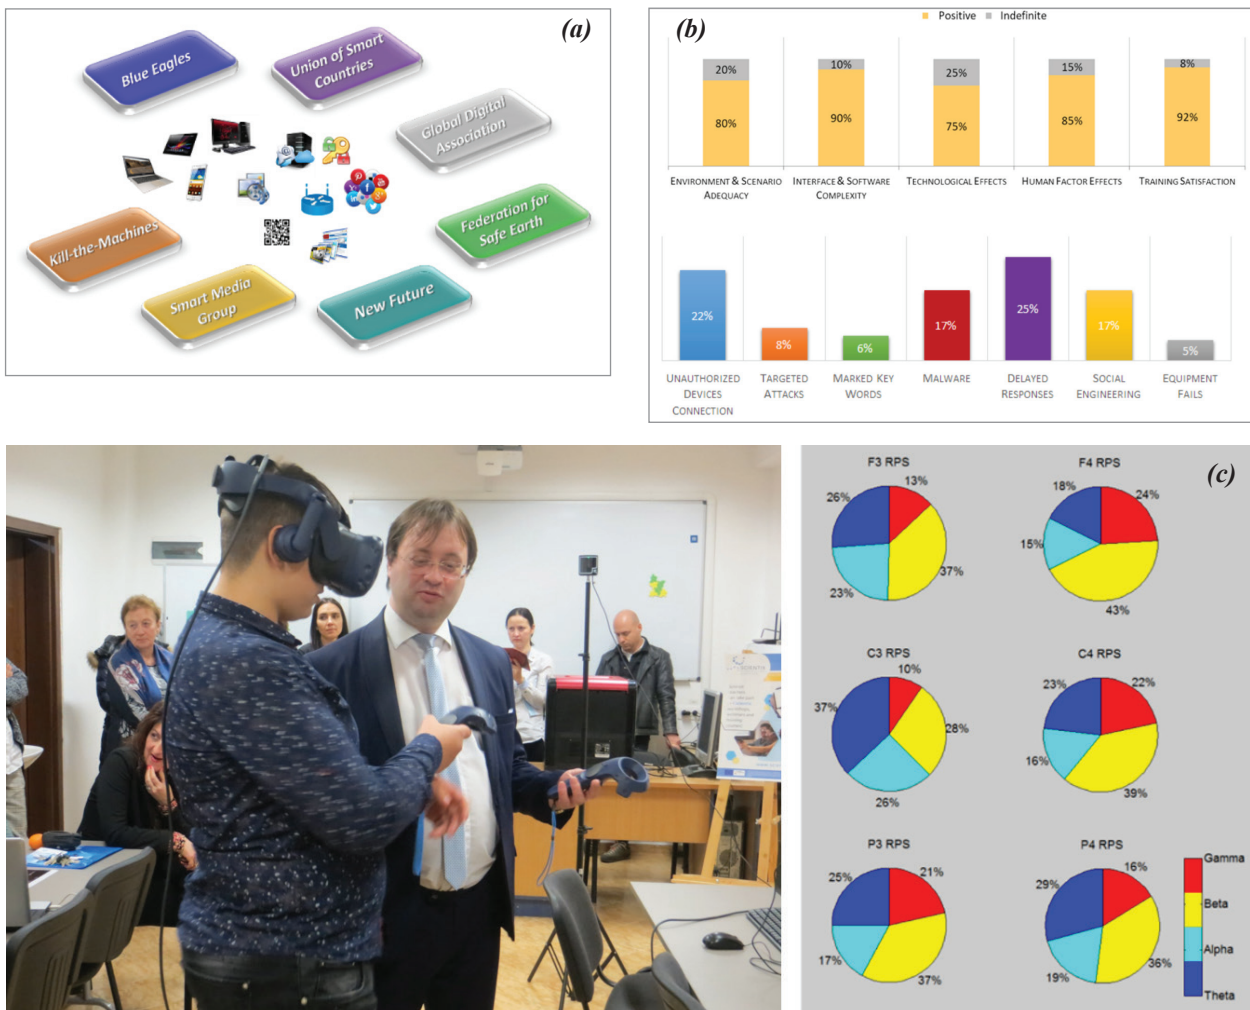 (a)
Blue Eagles
Union of Smart
Countries
Global Digital
Association
Federation for
Safe Earth
New Future
Smart Media
Group
Kill-the-Machines
(b)
Positive
Indefinite
20%
10%
25%
15%
8%
80%
90%
75%
85%
92%
ENVIRONMENT & SCENARIO
ADEQUACY
INTERFACE & SOFTWARE
COMPLEXITY
TECHNOLOGICAL EFFECTS
HUMAN FACTOR EFFECTS
TRAINING SATISFACTION
22%
8%
6%
17%
25%
17%
5%
UNAUTHORIZED
DEVICES
CONNECTION
TARGETED
ATTACKS
MARKED KEY
WORDS
MALWARE
DELAYED
RESPONSES
SOCIAL
ENGINEERING
EQUIPMENT
FAILS
(c)
F3 RPS
13%
26%
37%
23%
F4 RPS
18%
24%
15%
43%
C3 RPS
10%
37%
28%
26%
C4 RPS
23%
22%
16%
39%
P3 RPS
25%
21%
17%
37%
P4 RPS
16%
29%
36%
19%
Gamma
Beta
Alpha
Theta